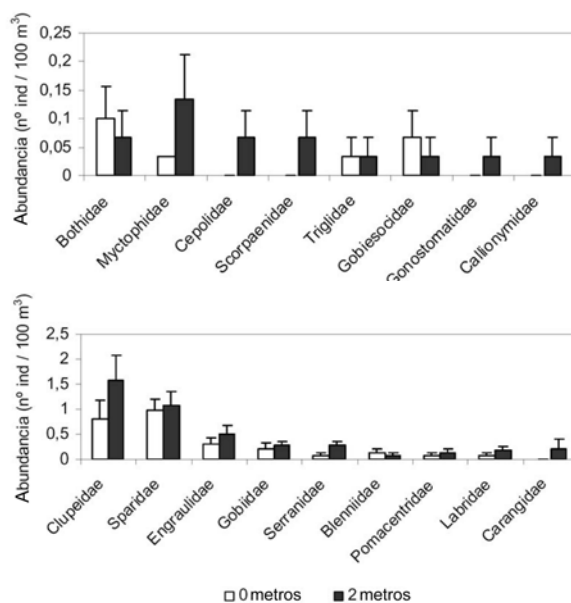 Abundancia (nº ind / 100 m³)
0,25
0,2
0,15
0,1
0,05
0
Bothidae
Myctophidae
Cepolidae
Scorpaenidae
Triglidae
Gobiesocidae
Gonostomatidae
Callionymidae
Abundancia (nº ind / 100 m³)
2,5
2
1,5
1
0,5
0
Clupeidae
Sparidae
Engraulidae
Gobiidae
Serranidae
Blenniidae
Pomacentridae
Labridae
Carangidae
0 metros 2 metros